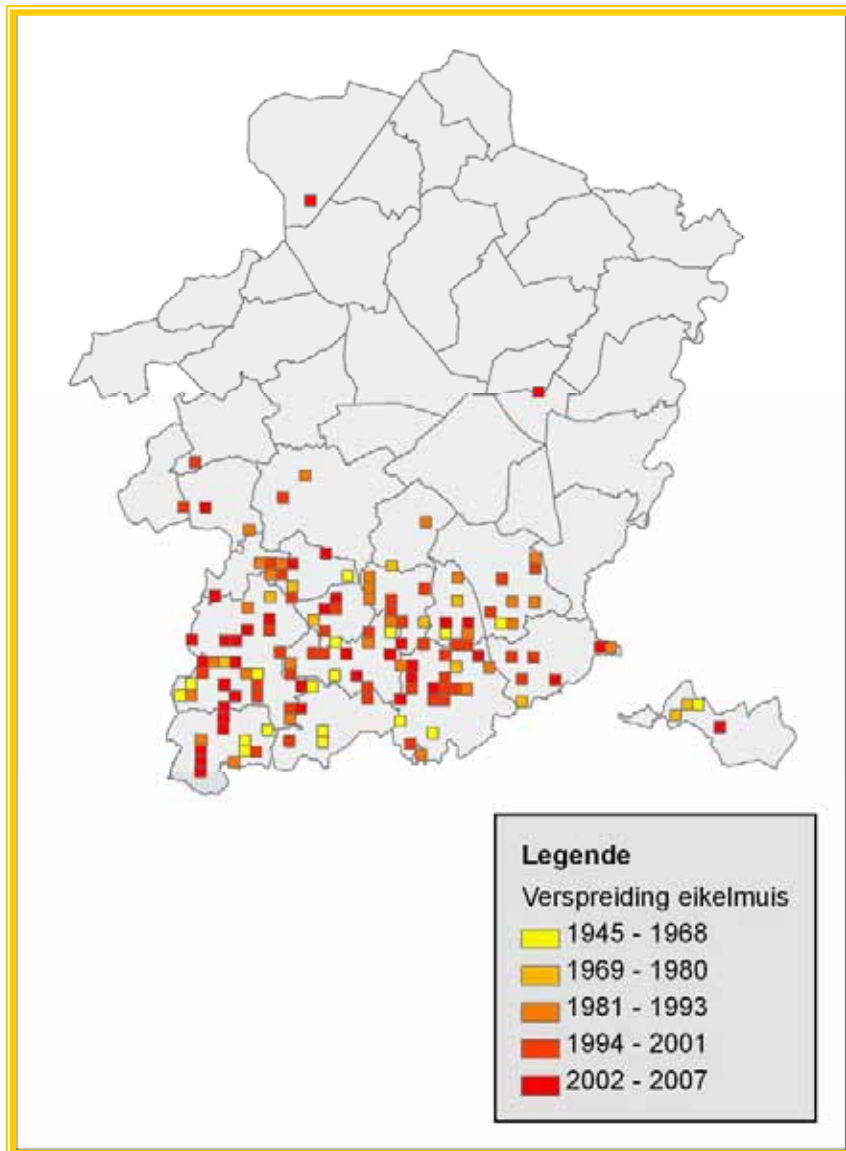 Legende
Verspreiding eikelmuis
1945 - 1968
1969 - 1980
1981 - 1993
1994 - 2001
2002 - 2007